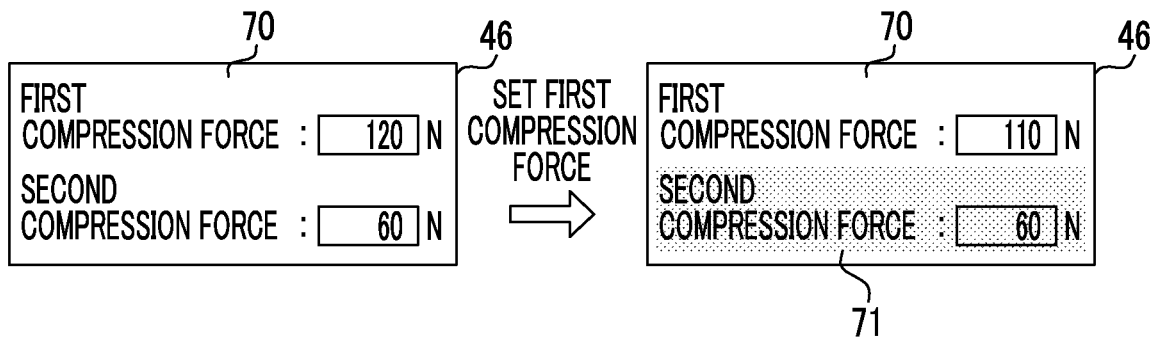 70
46
FIRST
COMPRESSION FORCE : 120 N
SECOND
COMPRESSION FORCE : 60 N
SET FIRST
COMPRESSION
FORCE
70
46
FIRST
COMPRESSION FORCE : 110 N
SECOND
COMPRESSION FORCE : 60 N
71